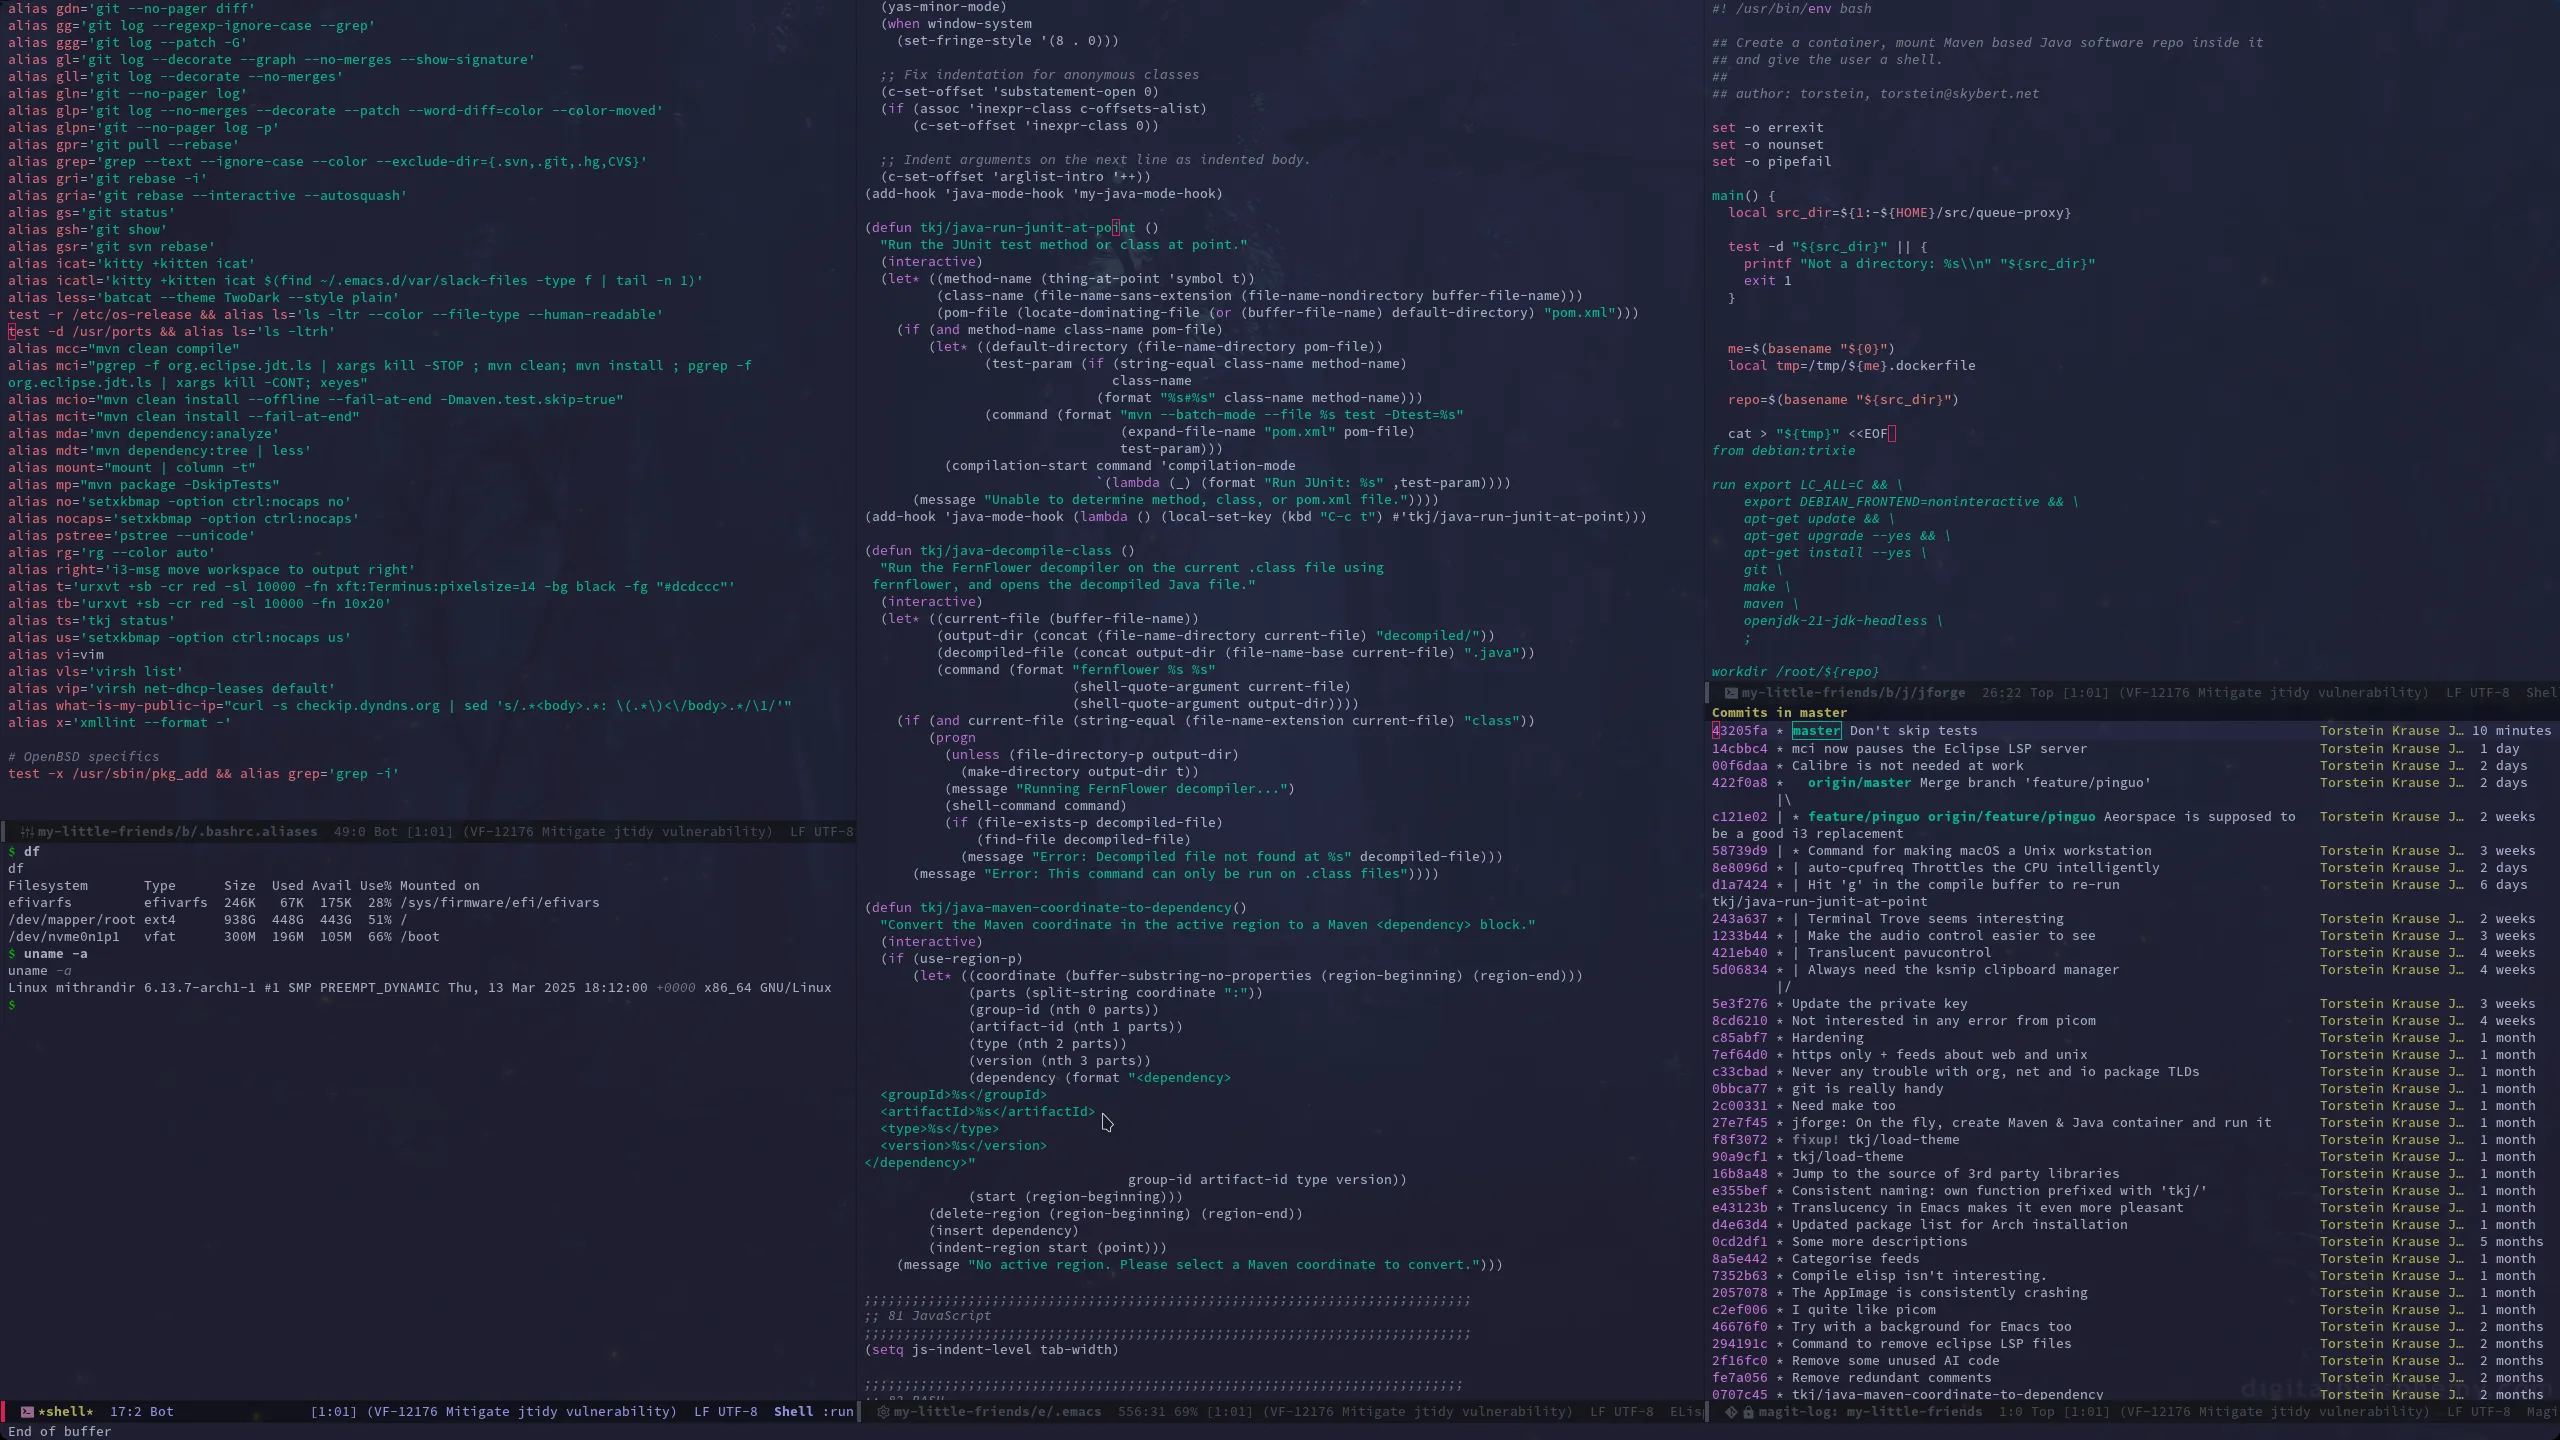 alias gdn='git --no-pager diff'
alias gg='git log --regexp-ignore-case --grep'
alias ggg='git log --patch -G'
alias gl='git log --decorate --graph --no-merges --show-signature'
alias gll='git log --decorate --no-merges'
alias gln='git --no-pager log'
alias glp='git log --no-merges --decorate --patch --word-diff=color --color-moved'
alias glpn='git --no-pager log -p'
alias gpr='git pull --rebase'
alias grep='grep --text --ignore-case --color --exclude-dir={.svn,.git,.hg,CVS}'
alias gri='git rebase -i'
alias gria='git rebase --interactive --autosquash'
alias gs='git status'
alias gsh='git show'
alias gsr='git svn rebase'
alias icat='kitty +kitten icat'
alias icatl='kitty +kitten icat $(find ~/.emacs.d/var/slack-files -type f | tail -n 1)'
alias less='batcat --theme TwoDark --style plain'
test -r /etc/os-release && alias ls='ls -ltr --color --file-type --human-readable'
test -d /usr/ports && alias ls='ls -ltrh'
alias mcc="mvn clean compile"
alias mci="pgrep -f org.eclipse.jdt.ls | xargs kill -STOP ; mvn clean; mvn install ; pgrep -f
org.eclipse.jdt.ls | xargs kill -CONT; xeyes"
alias mcio="mvn clean install --offline --fail-at-end -Dmaven.test.skip=true"
alias mcit="mvn clean install --fail-at-end"
alias mda='mvn dependency:analyze'
alias mdt='mvn dependency:tree | less'
alias mount="mount | column -t"
alias mp="mvn package -DskipTests"
alias no='setxkbmap -option ctrl:nocaps no'
alias nocaps='setxkbmap -option ctrl:nocaps'
alias pstree='pstree --unicode'
alias rg='rg --color auto'
alias right='i3-msg move workspace to output right'
alias t='urxvt +sb -cr red -sl 10000 -fn xft:Terminus:pixelsize=14 -bg black -fg "#dcdccc"'
alias tb='urxvt +sb -cr red -sl 10000 -fn 10x20'
alias ts='tkj status'
alias us='setxkbmap -option ctrl:nocaps us'
alias vi=vim
alias vls='virsh list'
alias vip='virsh net-dhcp-leases default'
alias what-is-my-public-ip="curl -s checkip.dyndns.org | sed 's/.*<body>.*: \(.*\)<\/body>.*/\1/'"
alias x='xmllint --format -'
# OpenBSD specifics
test -x /usr/sbin/pkg_add && alias grep='grep -i'
my-little-friends/b/.bashrc.aliases 49:0 Bot [1:01] (VF-12176 Mitigate jtidy vulnerability) LF UTF-8
$ df
df
Filesystem Type Size Used Avail Use% Mounted on
efivarfs efivarfs 246K 67K 175K 28% /sys/firmware/efi/efivars
/dev/mapper/root ext4 938G 448G 443G 51% /
/dev/nvme0n1p1 vfat 300M 196M 105M 66% /boot
$ uname -a
uname -a
Linux mithrandir 6.13.7-arch1-1 #1 SMP PREEMPT_DYNAMIC Thu, 13 Mar 2025 18:12:00 +0000 x86_64 GNU/Linux
$
*shell* 17:2 Bot [1:01] (VF-12176 Mitigate jtidy vulnerability) LF UTF-8 Shell :run
End of buffer
(yas-minor-mode)
(when window-system
(set-fringe-style '(8 . 0)))
;; Fix indentation for anonymous classes
(c-set-offset 'substatement-open 0)
(if (assoc 'inexpr-class c-offsets-alist)
(c-set-offset 'inexpr-class 0))
;; Indent arguments on the next line as indented body.
(c-set-offset 'arglist-intro '++))
(add-hook 'java-mode-hook 'my-java-mode-hook)
(defun tkj/java-run-junit-at-point ()
"Run the JUnit test method or class at point."
(interactive)
(let* ((method-name (thing-at-point 'symbol t))
(class-name (file-name-sans-extension (file-name-nondirectory buffer-file-name)))
(pom-file (locate-dominating-file (or (buffer-file-name) default-directory) "pom.xml")))
(if (and method-name class-name pom-file)
(let* ((default-directory (file-name-directory pom-file))
(test-param (if (string-equal class-name method-name)
class-name
(format "%s#%s" class-name method-name)))
(command (format "mvn --batch-mode --file %s test -Dtest=%s"
(expand-file-name "pom.xml" pom-file)
test-param)))
(compilation-start command 'compilation-mode
`(lambda (_) (format "Run JUnit: %s" ,test-param))))
(message "Unable to determine method, class, or pom.xml file."))))
(add-hook 'java-mode-hook (lambda () (local-set-key (kbd "C-c t") #'tkj/java-run-junit-at-point)))
(defun tkj/java-decompile-class ()
"Run the FernFlower decompiler on the current .class file using
fernflower, and opens the decompiled Java file."
(interactive)
(let* ((current-file (buffer-file-name))
(output-dir (concat (file-name-directory current-file) "decompiled/"))
(decompiled-file (concat output-dir (file-name-base current-file) ".java"))
(command (format "fernflower %s %s"
(shell-quote-argument current-file)
(shell-quote-argument output-dir))))
(if (and current-file (string-equal (file-name-extension current-file) "class"))
(progn
(unless (file-directory-p output-dir)
(make-directory output-dir t))
(message "Running FernFlower decompiler...")
(shell-command command)
(if (file-exists-p decompiled-file)
(find-file decompiled-file)
(message "Error: Decompiled file not found at %s" decompiled-file)))
(message "Error: This command can only be run on .class files"))))
(defun tkj/java-maven-coordinate-to-dependency()
"Convert the Maven coordinate in the active region to a Maven <dependency> block."
(interactive)
(if (use-region-p)
(let* ((coordinate (buffer-substring-no-properties (region-beginning) (region-end)))
(parts (split-string coordinate ":"))
(group-id (nth 0 parts))
(artifact-id (nth 1 parts))
(type (nth 2 parts))
(version (nth 3 parts))
(dependency (format "<dependency>
<groupId>%s</groupId>
<artifactId>%s</artifactId>
<type>%s</type>
<version>%s</version>
</dependency>"
group-id artifact-id type version))
(start (region-beginning)))
(delete-region (region-beginning) (region-end))
(insert dependency)
(indent-region start (point)))
(message "No active region. Please select a Maven coordinate to convert.")))
;;;;;;;;;;;;;;;;;;;;;;;;;;;;;;;;;;;;;;;;;;;;;;;;;;;;;;;;;;;;;;;;;;;;;;;;;;;;
;; 81 JavaScript
;;;;;;;;;;;;;;;;;;;;;;;;;;;;;;;;;;;;;;;;;;;;;;;;;;;;;;;;;;;;;;;;;;;;;;;;;;;;
(setq js-indent-level tab-width)
;;;;;;;;;;;;;;;;;;;;;;;;;;;;;;;;;;;;;;;;;;;;;;;;;;;;;;;;;;;;;;;;;;;;;;;;;;;
my-little-friends/e/.emacs 556:31 69% [1:01] (VF-12176 Mitigate jtidy vulnerability) LF UTF-8 ELis
#! /usr/bin/env bash
## Create a container, mount Maven based Java software repo inside it
## and give the user a shell.
##
## author: torstein, torstein@skybert.net
set -o errexit
set -o nounset
set -o pipefail
main() {
local src_dir=${1:-${HOME}/src/queue-proxy}
test -d "${src_dir}" || {
printf "Not a directory: %s\\n" "${src_dir}"
exit 1
}
me=$(basename "${0}")
local tmp=/tmp/${me}.dockerfile
repo=$(basename "${src_dir}")
cat > "${tmp}" <<EOF
from debian:trixie
run export LC_ALL=C && \
export DEBIAN_FRONTEND=noninteractive && \
apt-get update && \
apt-get upgrade --yes && \
apt-get install --yes \
git \
make \
maven \
openjdk-21-jdk-headless \
;
workdir /root/${repo}
my-little-friends/b/j/jforge 26:22 Top [1:01] (VF-12176 Mitigate jtidy vulnerability) LF UTF-8 Shel
Commits in master
43205fa * master Don't skip tests Torstein Krause J… 10 minutes
14cbbc4 * mci now pauses the Eclipse LSP server Torstein Krause J… 1 day
00f6daa * Calibre is not needed at work Torstein Krause J… 2 days
422f0a8 * origin/master Merge branch 'feature/pinguo' Torstein Krause J… 2 days
|\
c121e02 | * feature/pinguo origin/feature/pinguo Aeorspace is supposed to Torstein Krause J… 2 weeks
be a good i3 replacement
58739d9 | * Command for making macOS a Unix workstation Torstein Krause J… 3 weeks
8e8096d * | auto-cpufreq Throttles the CPU intelligently Torstein Krause J… 2 days
d1a7424 * | Hit 'g' in the compile buffer to re-run Torstein Krause J… 6 days
tkj/java-run-junit-at-point
243a637 * | Terminal Trove seems interesting Torstein Krause J… 2 weeks
1233b44 * | Make the audio control easier to see Torstein Krause J… 3 weeks
421eb40 * | Translucent pavucontrol Torstein Krause J… 4 weeks
5d06834 * | Always need the ksnip clipboard manager Torstein Krause J… 4 weeks
|/
5e3f276 * Update the private key Torstein Krause J… 3 weeks
8cd6210 * Not interested in any error from picom Torstein Krause J… 4 weeks
c85abf7 * Hardening Torstein Krause J… 1 month
7ef64d0 * https only + feeds about web and unix Torstein Krause J… 1 month
c33cbad * Never any trouble with org, net and io package TLDs Torstein Krause J… 1 month
0bbca77 * git is really handy Torstein Krause J… 1 month
2c00331 * Need make too Torstein Krause J… 1 month
27e7f45 * jforge: On the fly, create Maven & Java container and run it Torstein Krause J… 1 month
f8f3072 * fixup! tkj/load-theme Torstein Krause J… 1 month
90a9cf1 * tkj/load-theme Torstein Krause J… 1 month
16b8a48 * Jump to the source of 3rd party libraries Torstein Krause J… 1 month
e355bef * Consistent naming: own function prefixed with 'tkj/' Torstein Krause J… 1 month
e43123b * Translucency in Emacs makes it even more pleasant Torstein Krause J… 1 month
d4e63d4 * Updated package list for Arch installation Torstein Krause J… 1 month
0cd2df1 * Some more descriptions Torstein Krause J… 5 months
8a5e442 * Categorise feeds Torstein Krause J… 1 month
7352b63 * Compile elisp isn't interesting. Torstein Krause J… 1 month
2057078 * The AppImage is consistently crashing Torstein Krause J… 1 month
c2ef006 * I quite like picom Torstein Krause J… 1 month
46676f0 * Try with a background for Emacs too Torstein Krause J… 2 months
294191c * Command to remove eclipse LSP files Torstein Krause J… 2 months
2f16fc0 * Remove some unused AI code Torstein Krause J… 2 months
fe7a056 * Remove redundant comments Torstein Krause J… 2 months
0707c45 * tkj/java-maven-coordinate-to-dependency Torstein Krause J… 2 months
magit-log: my-little-friends 1:0 Top [1:01] (VF-12176 Mitigate jtidy vulnerability) LF UTF-8 Magi